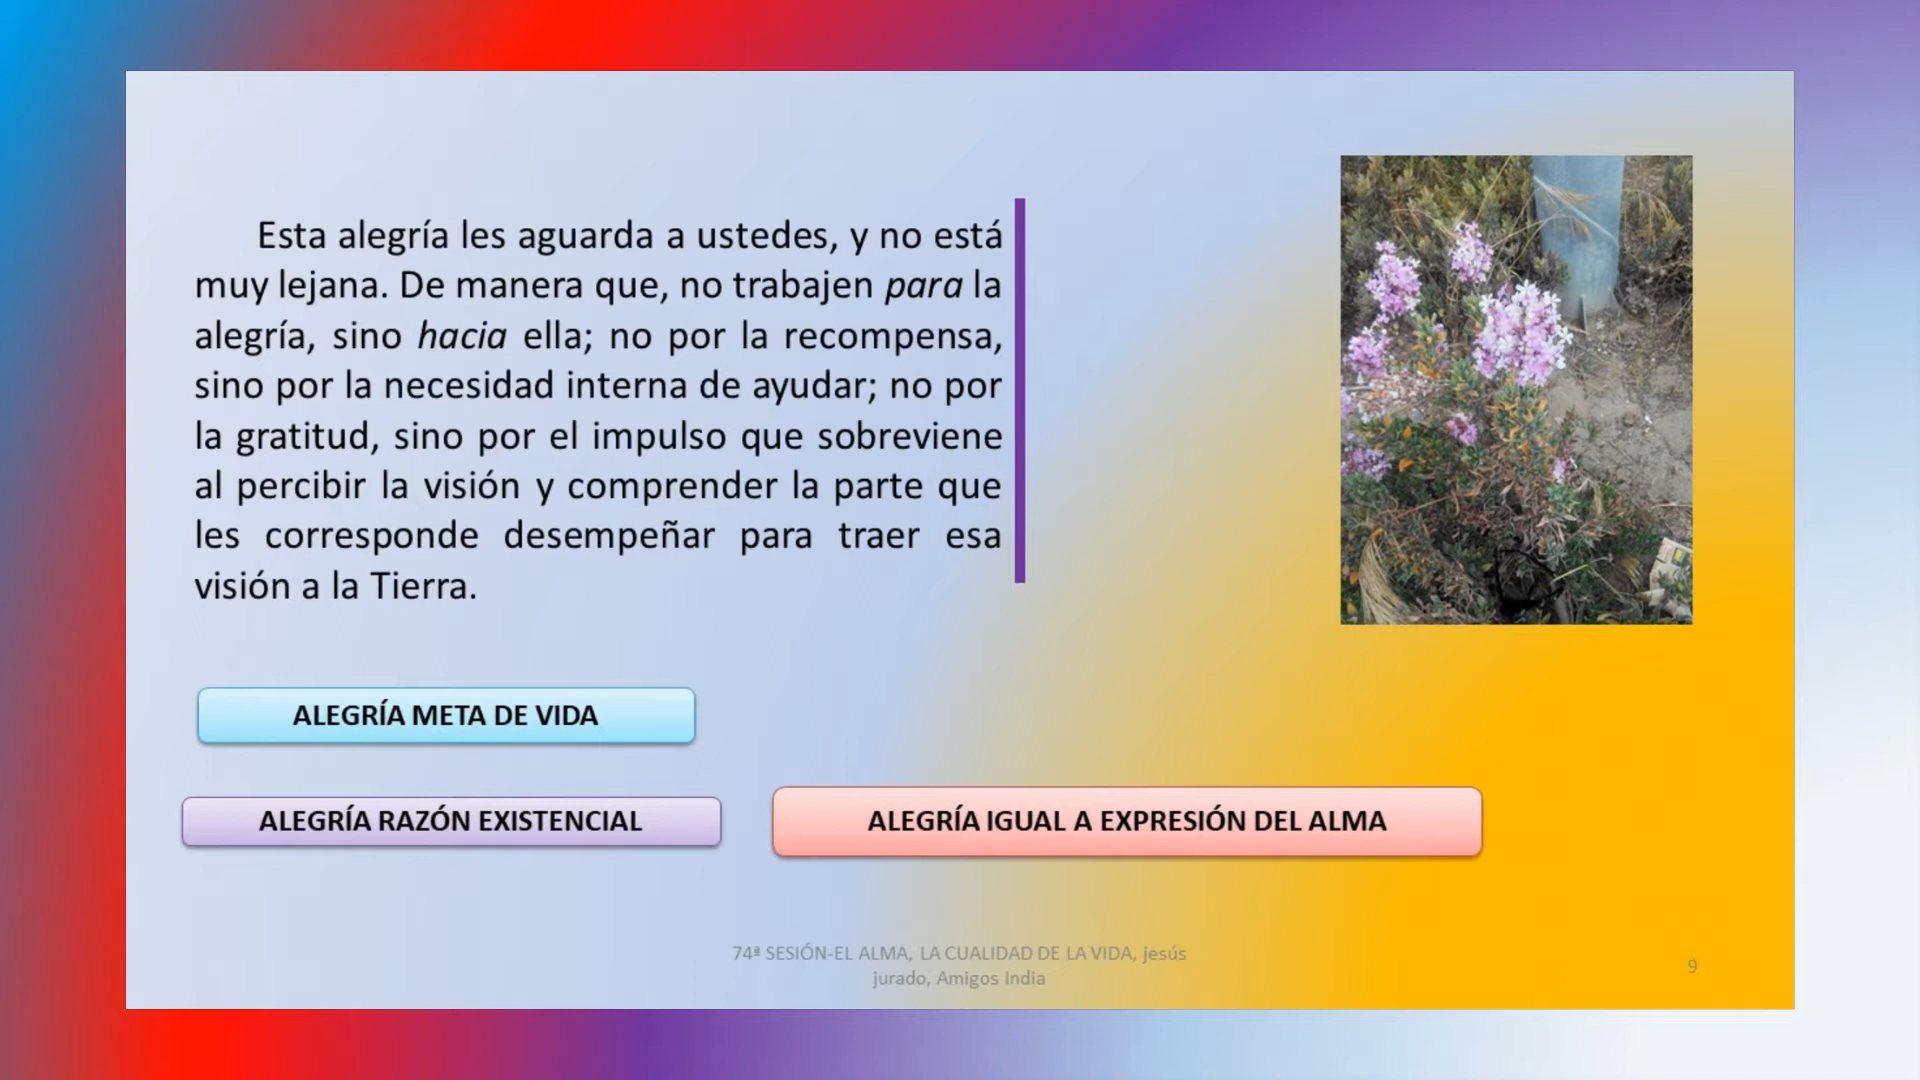 Esta alegría les aguarda a ustedes, y no está
muy lejana. De manera que, no trabajen para la
alegría, sino hacia ella; no por la recompensa,
sino por la necesidad interna de ayudar; no por
la gratitud, sino por el impulso que sobreviene
al percibir la visión y comprender la parte que
les corresponde desempeñar para traer esa
visión a la Tierra.
ALEGRÍA META DE VIDA
ALEGRÍA RAZÓN EXISTENCIAL
ALEGRÍA IGUAL A EXPRESIÓN DEL ALMA
74ª SESIÓN-EL ALMA, LA CUALIDAD DE LA VIDA, jesús
jurado, Amigos India
9